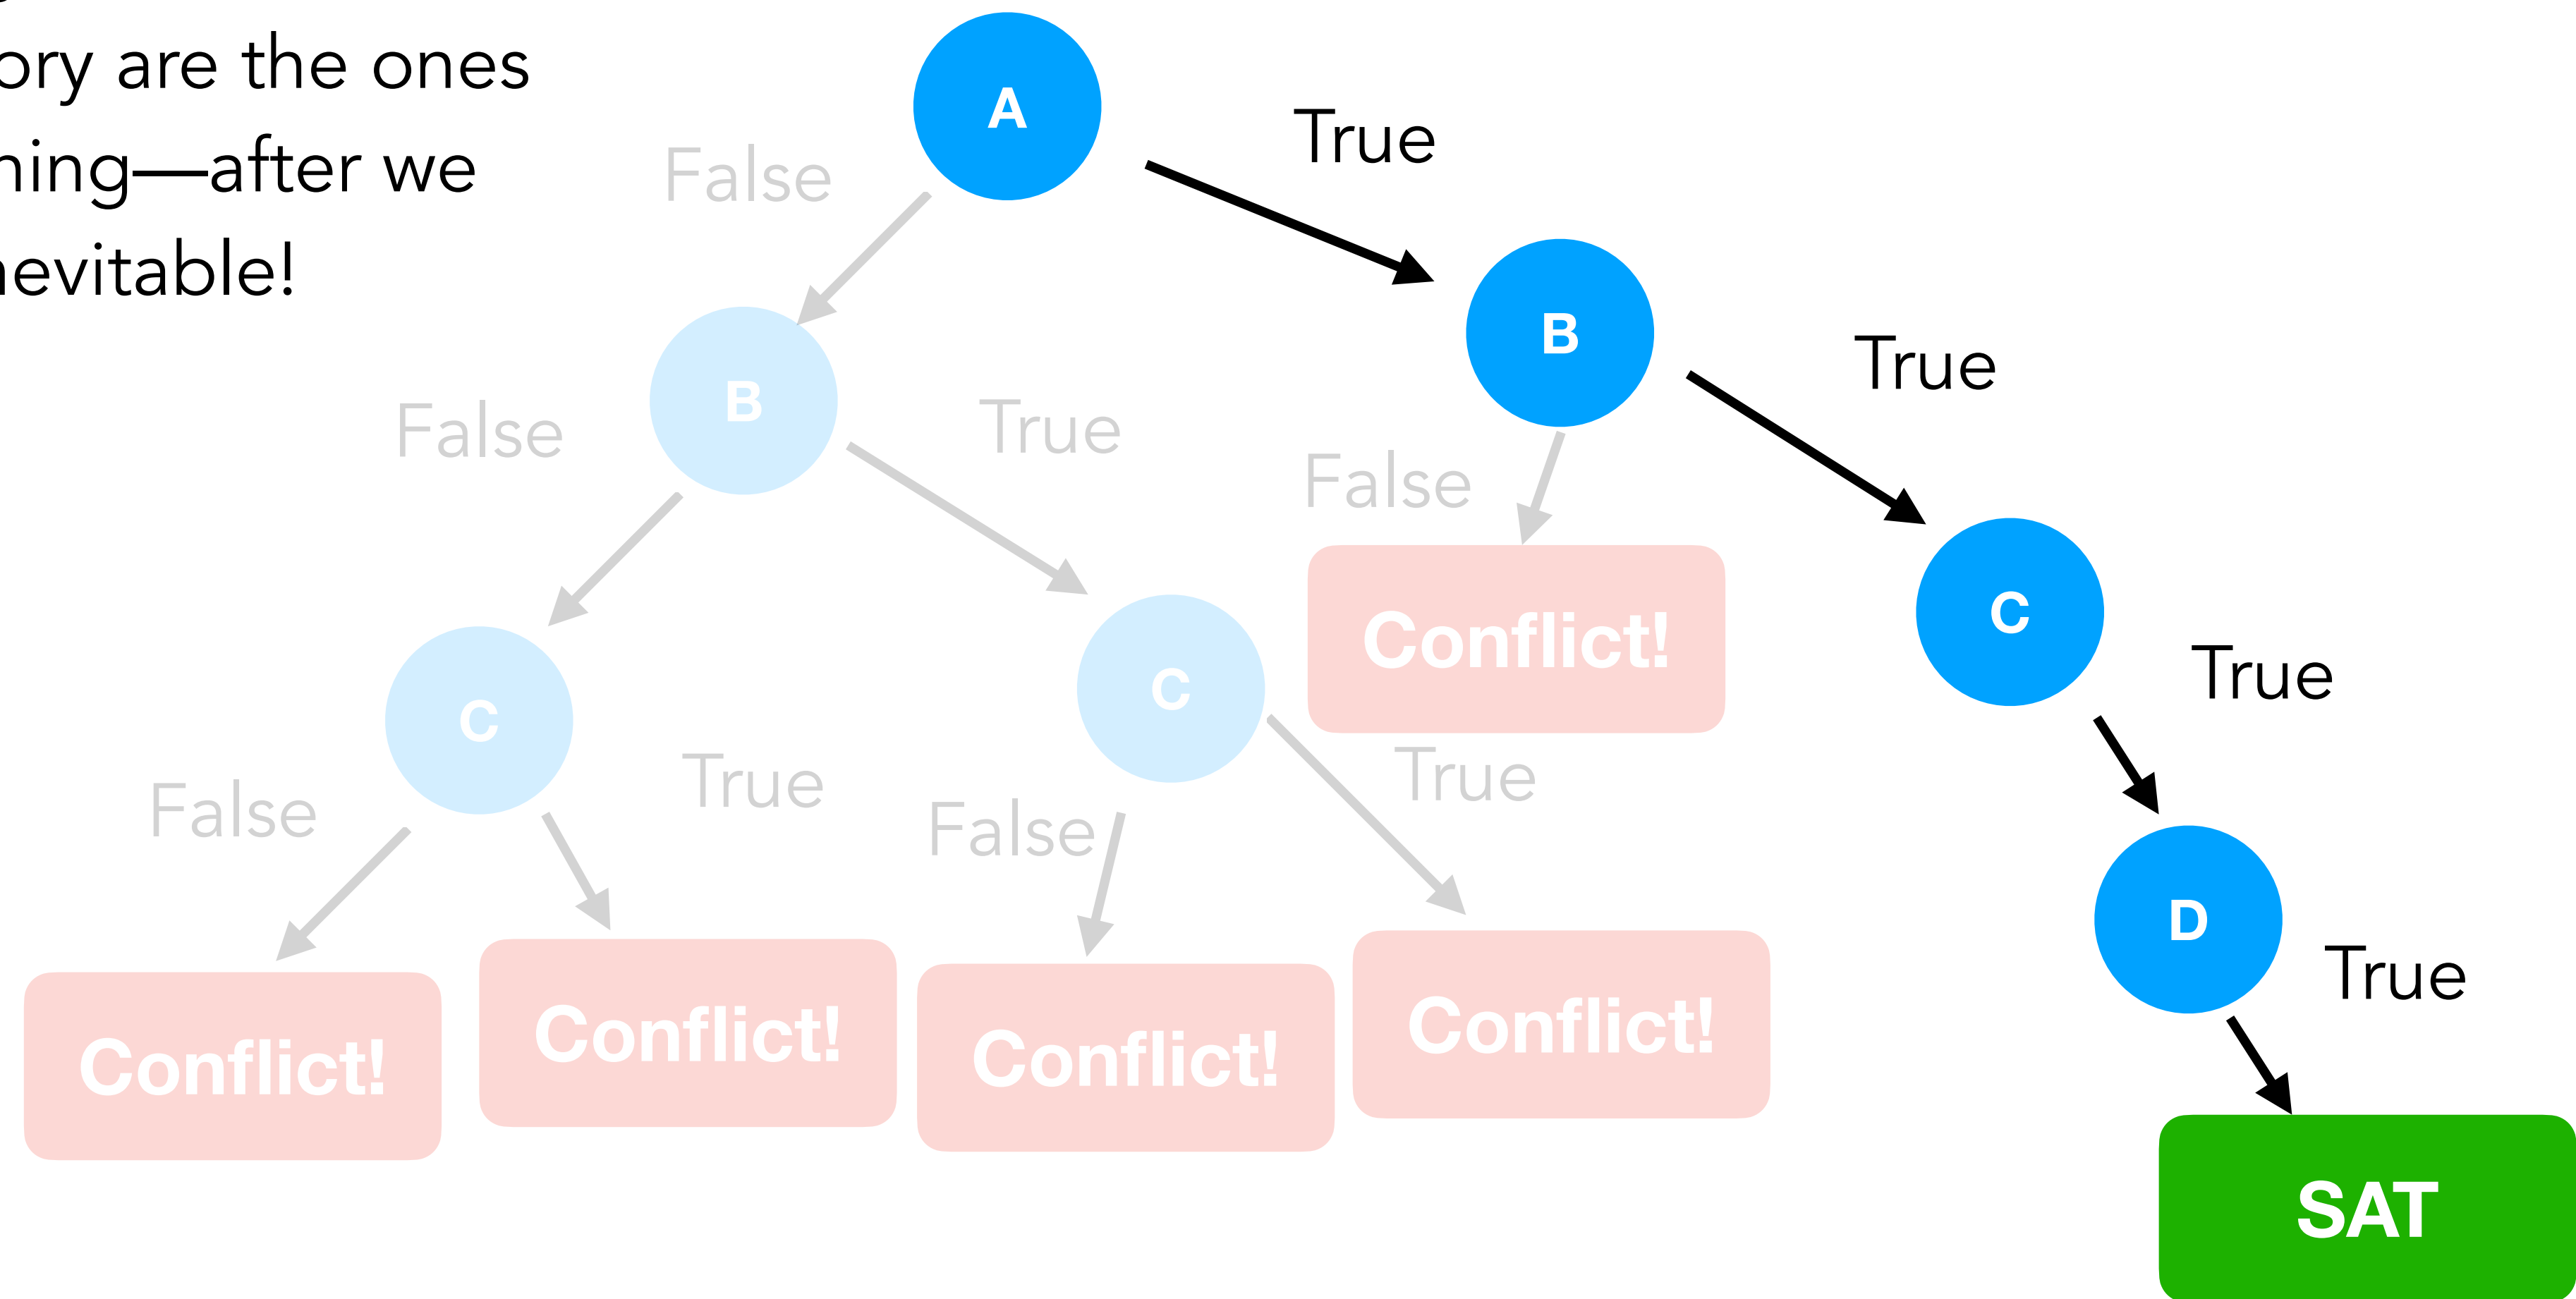 ory are the ones
ning—after we
nevitable!
A
True
False
B
True
B
False
True
False
C
True
C
C
False
True
Conflict!
False
True
D
True
Conflict!
Conflict!
Conflict!
Conflict!
SAT